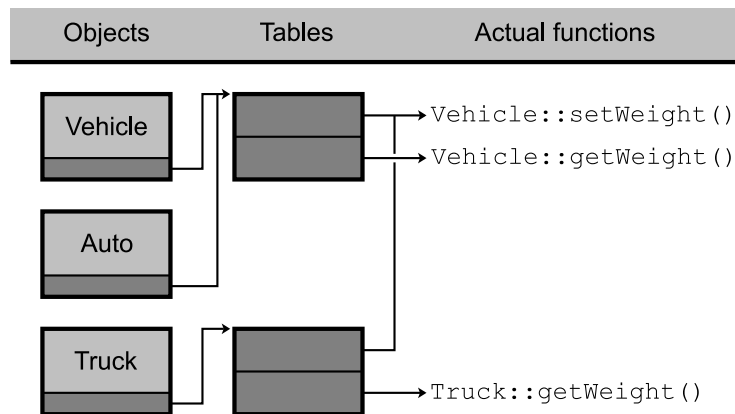 Objects Tables Actual functions
Vehicle
Vehicle::setWeight()
Vehicle::getWeight()
Auto
Truck
Truck::getWeight()